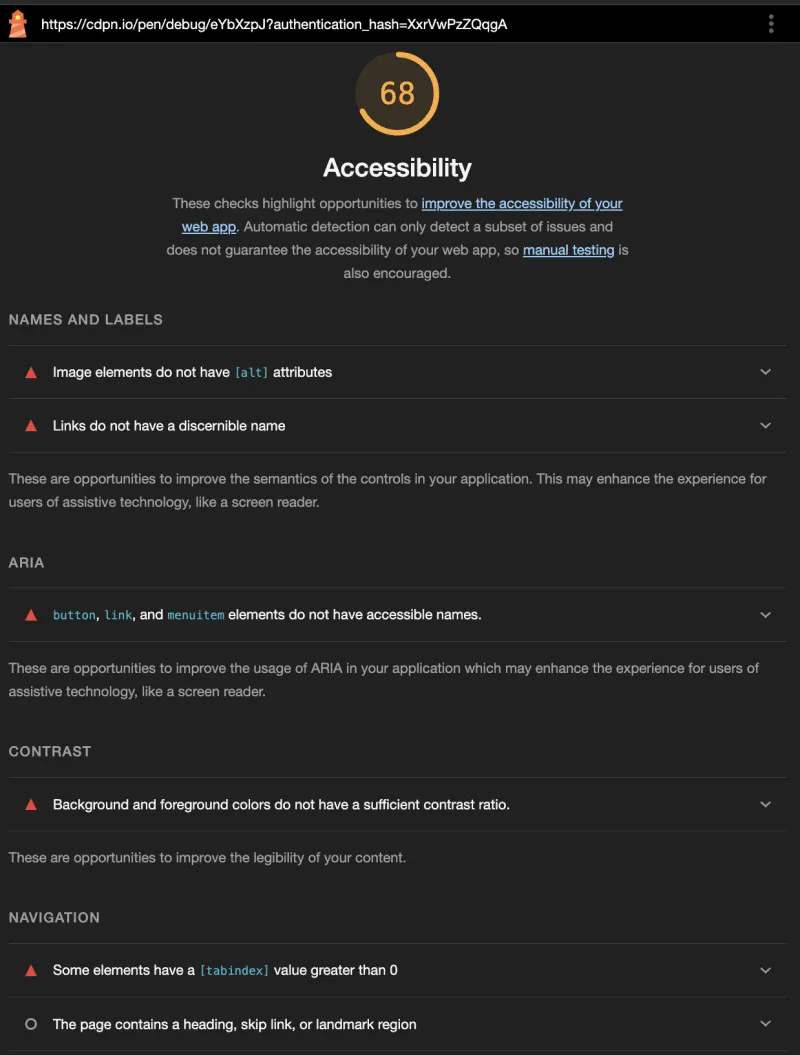 https://cdpn.io/pen/debug/eYbXzpJ?authentication_hash=XxrVwPzZQqgA
68
Accessibility
These checks highlight opportunities to improve the accessibility of your
web app. Automatic detection can only detect a subset of issues and
does not guarantee the accessibility of your web app, so manual testing is
also encouraged.
NAMES AND LABELS
Image elements do not have [alt] attributes
Links do not have a discernible name
These are opportunities to improve the semantics of the controls in your application. This may enhance the experience for
users of assistive technology, like a screen reader.
ARIA
button, link, and menuitem elements do not have accessible names.
These are opportunities to improve the usage of ARIA in your application which may enhance the experience for users of
assistive technology, like a screen reader.
CONTRAST
Background and foreground colors do not have a sufficient contrast ratio.
These are opportunities to improve the legibility of your content.
NAVIGATION
Some elements have a [tabindex] value greater than 0
The page contains a heading, skip link, or landmark region